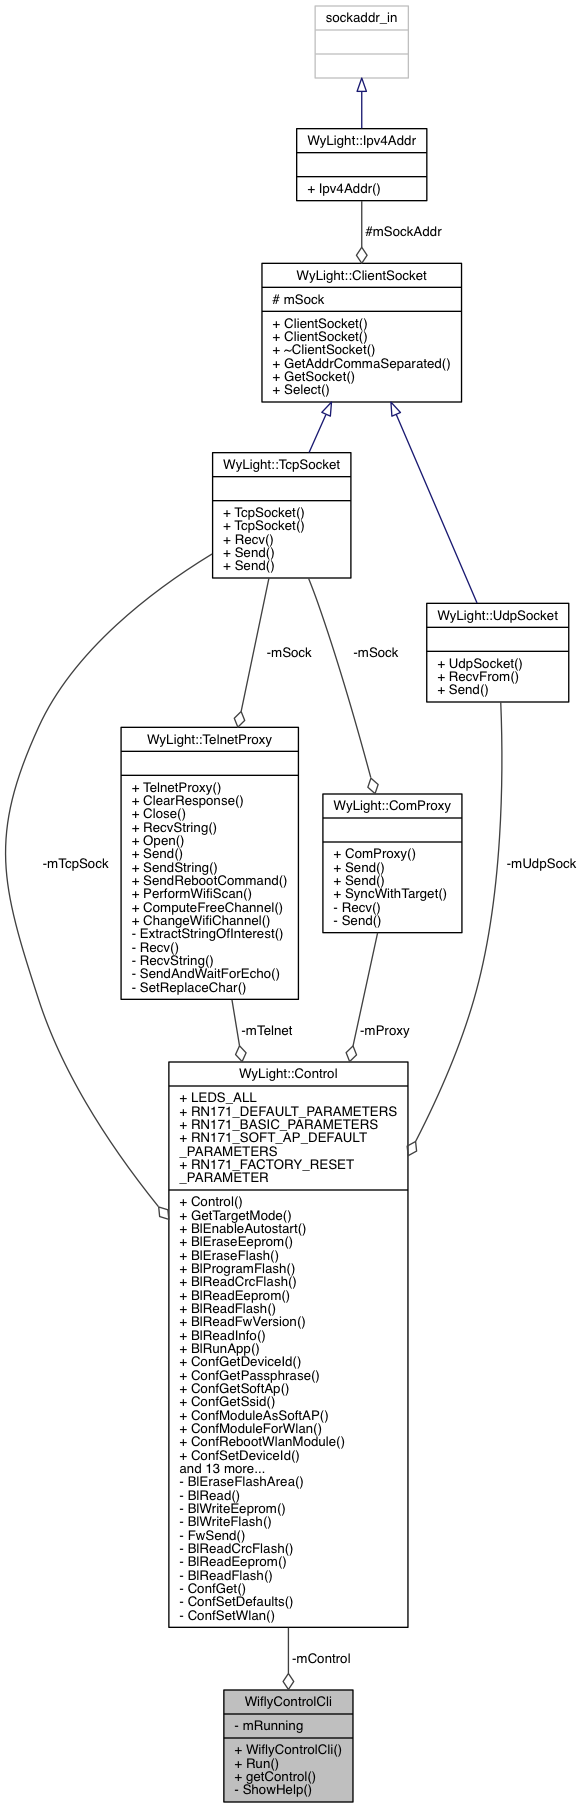 sockaddr_in
WyLight::Ipv4Addr
+ Ipv4Addr()
#mSockAddr
WyLight::ClientSocket
# mSock
+ ClientSocket()
+ ClientSocket()
+ ~ClientSocket()
+ GetAddrCommaSeparated()
+ GetSocket()
+ Select()
WyLight::TcpSocket
+ TcpSocket()
+ TcpSocket()
+ Recv()
+ Send()
+ Send()
WyLight::UdpSocket
+ UdpSocket()
+ RecvFrom()
+ Send()
-mSock
-mSock
WyLight::TelnetProxy
+ TelnetProxy()
+ ClearResponse()
+ Close()
+ RecvString()
+ Open()
+ Send()
+ SendString()
+ SendRebootCommand()
+ PerformWifiScan()
+ ComputeFreeChannel()
+ ChangeWifiChannel()
- ExtractStringOfInterest()
- Recv()
- RecvString()
- SendAndWaitForEcho()
- SetReplaceChar()
WyLight::ComProxy
+ ComProxy()
+ Send()
+ Send()
+ SyncWithTarget()
- Recv()
- Send()
-mTcpSock
-mUdpSock
-mTelnet
-mProxy
WyLight::Control
+ LEDS_ALL
+ RN171_DEFAULT_PARAMETERS
+ RN171_BASIC_PARAMETERS
+ RN171_SOFT_AP_DEFAULT
_PARAMETERS
+ RN171_FACTORY_RESET
_PARAMETER
+ Control()
+ GetTargetMode()
+ BlEnableAutostart()
+ BlEraseEeprom()
+ BlEraseFlash()
+ BlProgramFlash()
+ BlReadCrcFlash()
+ BlReadEeprom()
+ BlReadFlash()
+ BlReadFwVersion()
+ BlReadInfo()
+ BlRunApp()
+ ConfGetDeviceId()
+ ConfGetPassphrase()
+ ConfGetSoftAp()
+ ConfGetSsid()
+ ConfModuleAsSoftAP()
+ ConfModuleForWlan()
+ ConfRebootWlanModule()
+ ConfSetDeviceId()
and 13 more...
- BlEraseFlashArea()
- BlRead()
- BlWriteEeprom()
- BlWriteFlash()
- FwSend()
- BlReadCrcFlash()
- BlReadEeprom()
- BlReadFlash()
- ConfGet()
- ConfSetDefaults()
- ConfSetWlan()
-mControl
WiflyControlCli
- mRunning
+ WiflyControlCli()
+ Run()
+ getControl()
- ShowHelp()